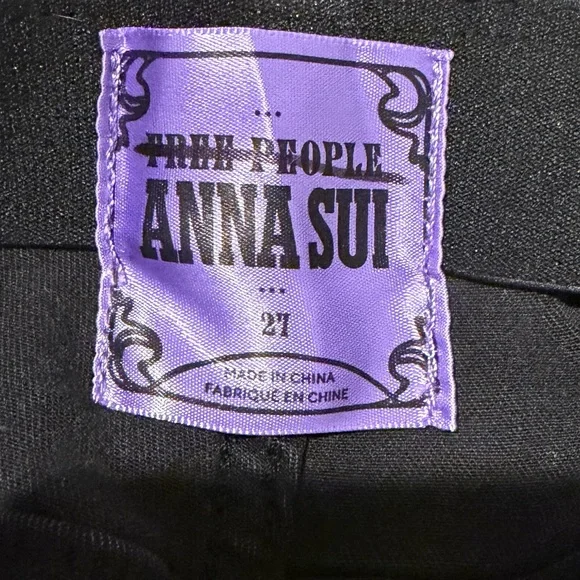 FREE PEOPLE
ANNA SUI
27
MADE IN CHINA
FABRIQUÉ EN CHINE